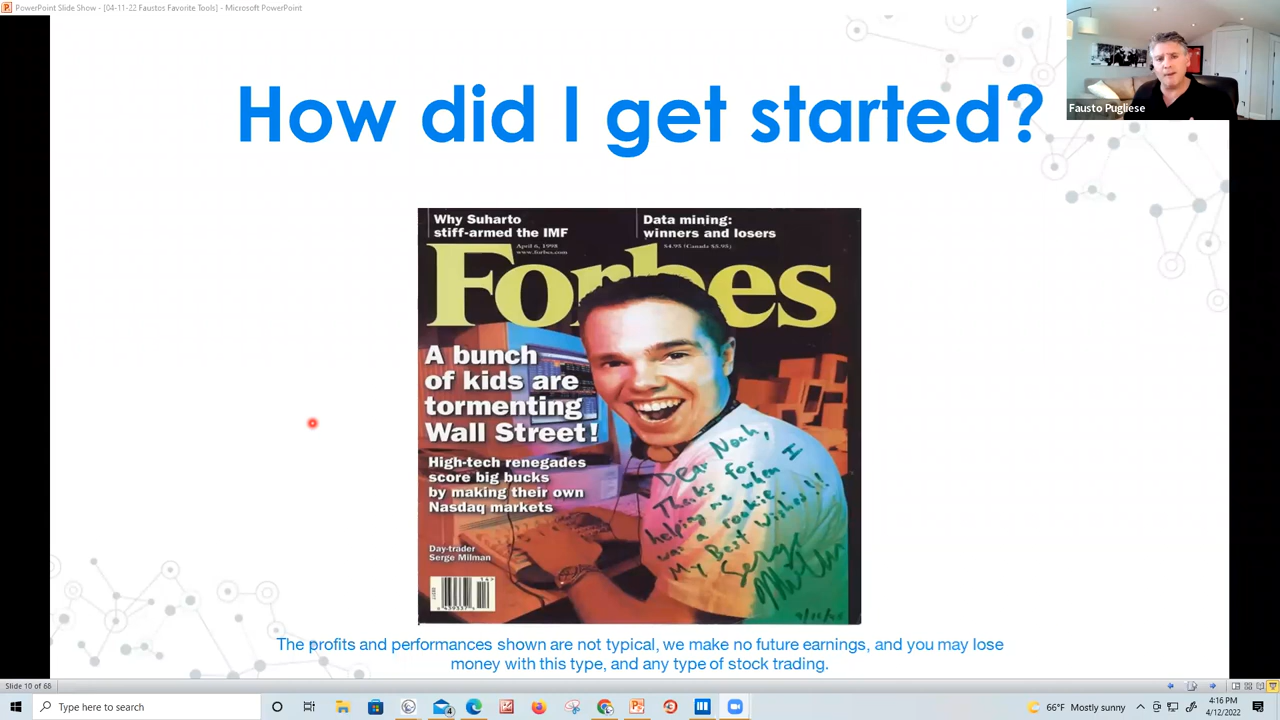 PowerPoint Slide Show - [04-11-22 Faustos Favorite Tools] - Microsoft PowerPoint
Fausto Pugliese
How did I get started?
Why Suharto
stiff-armed the IMF
Data mining:
winners and losers
April 6, 1998
www.forbes.com
$4.95 (Canada $5.95)
Forbes
A bunch
of kids are
tormenting
Wall Street!
High-tech renegades
score big bucks
by making their own
Nasdaq markets
Day-trader
Serge Milman
Dear Noah,
Thanks for
helping me when I
was a rookie
My Best Wishes!!
Serge
Milman
The profits and performances shown are not typical, we make no future earnings, and you may lose
money with this type, and any type of stock trading.
Slide 10 of 66
Type here to search
4
66°F Mostly sunny
4:16 PM
4/12/2022